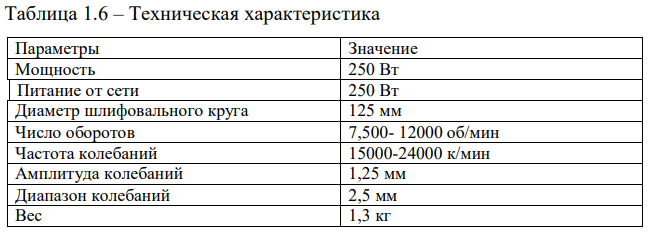 Таблица 1.6 – Техническая характеристика
Параметры Значение
Мощность 250 Вт
Питание от сети 250 Вт
Диаметр шлифовального круга 125 мм
Число оборотов 7,500- 12000 об/мин
Частота колебаний 15000-24000 к/мин
Амплитуда колебаний 1,25 мм
Диапазон колебаний 2,5 мм
Вес 1,3 кг